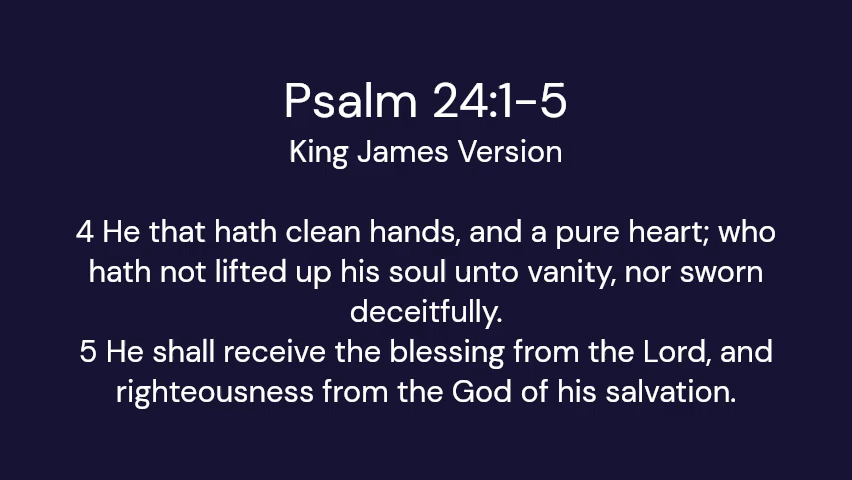 Psalm 24:1-5
King James Version
4 He that hath clean hands, and a pure heart; who
hath not lifted up his soul unto vanity, nor sworn
deceitfully.
5 He shall receive the blessing from the Lord, and
righteousness from the God of his salvation.